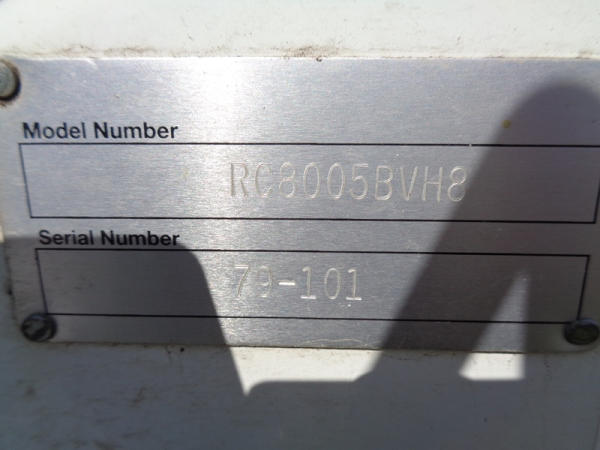 Model Number
RC8005BVH8
Serial Number
79-101